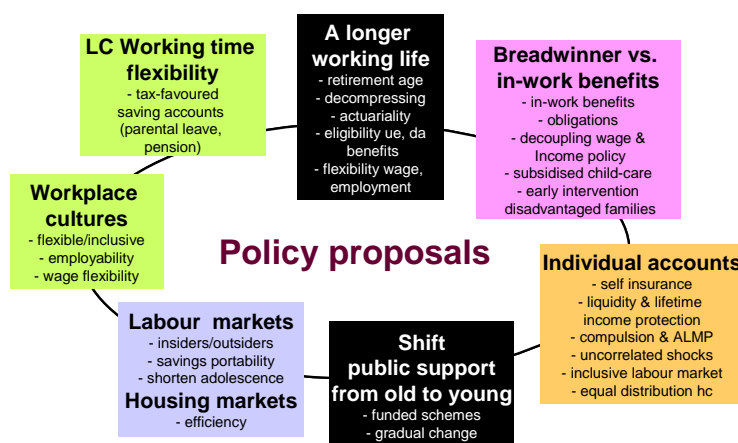 LC Working time
flexibility
- tax-favoured
saving accounts
(parental leave,
pension)
A longer
working life
- retirement age
- decompressing
- actuariality
- eligibility ue, da
benefits
- flexibility wage,
employment
Breadwinner vs.
in-work benefits
- in-work benefits
- obligations
- decoupling wage &
Income policy
- subsidised child-care
- early intervention
disadvantaged families
Workplace
cultures
- flexible/inclusive
- employability
- wage flexibility
Policy proposals
Individual accounts
- self insurance
- liquidity & lifetime
income protection
- compulsion & ALMP
- uncorrelated shocks
- inclusive labour market
- equal distribution hc
Labour markets
- insiders/outsiders
- savings portability
- shorten adolescence
Housing markets
- efficiency
Shift
public support
from old to young
- funded schemes
- gradual change